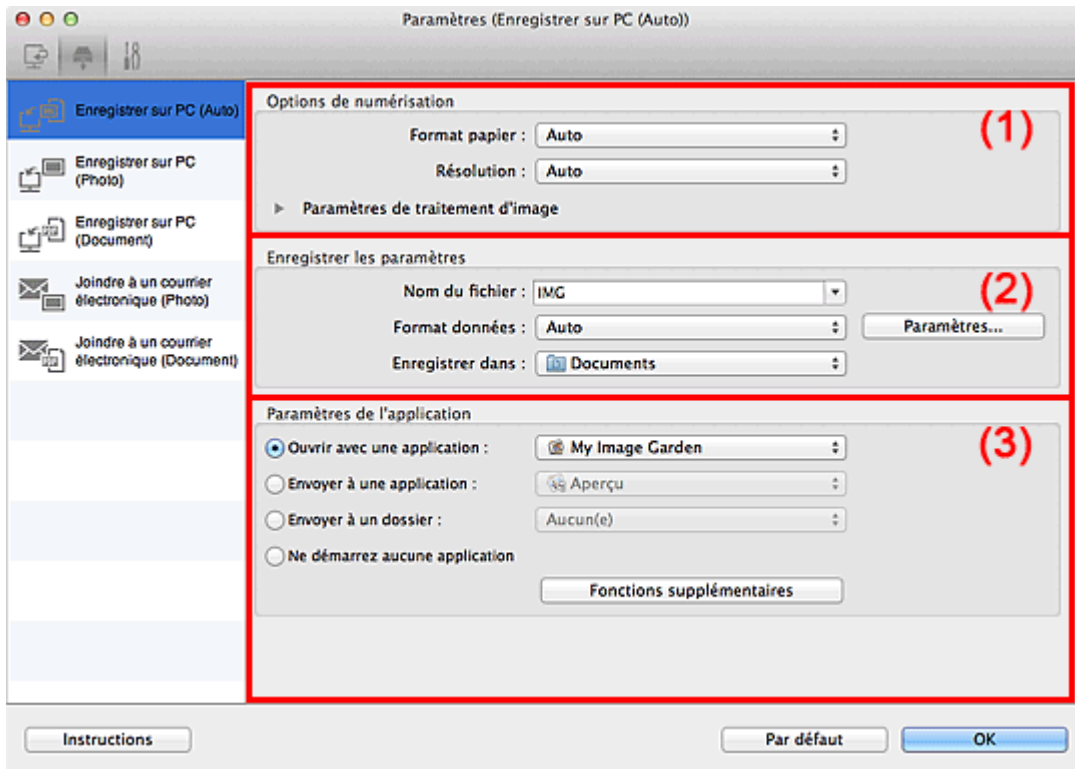 Paramètres (Enregistrer sur PC (Auto))
Enregistrer sur PC (Auto)
Enregistrer sur PC
(Photo)
Enregistrer sur PC
(Document)
Joindre à un courrier
électronique (Photo)
Joindre à un courrier
électronique (Document)
Options de numérisation
(1)
Format papier : Auto
Résolution : Auto
Paramètres de traitement d'image
Enregistrer les paramètres
(2)
Nom du fichier : IMG
Format données : Auto Paramètres...
Enregistrer dans : Documents
Paramètres de l'application
(3)
Ouvrir avec une application : My Image Garden
Envoyer à une application : Aperçu
Envoyer à un dossier : Aucun(e)
Ne démarrez aucune application
Fonctions supplémentaires
Instructions Par défaut OK